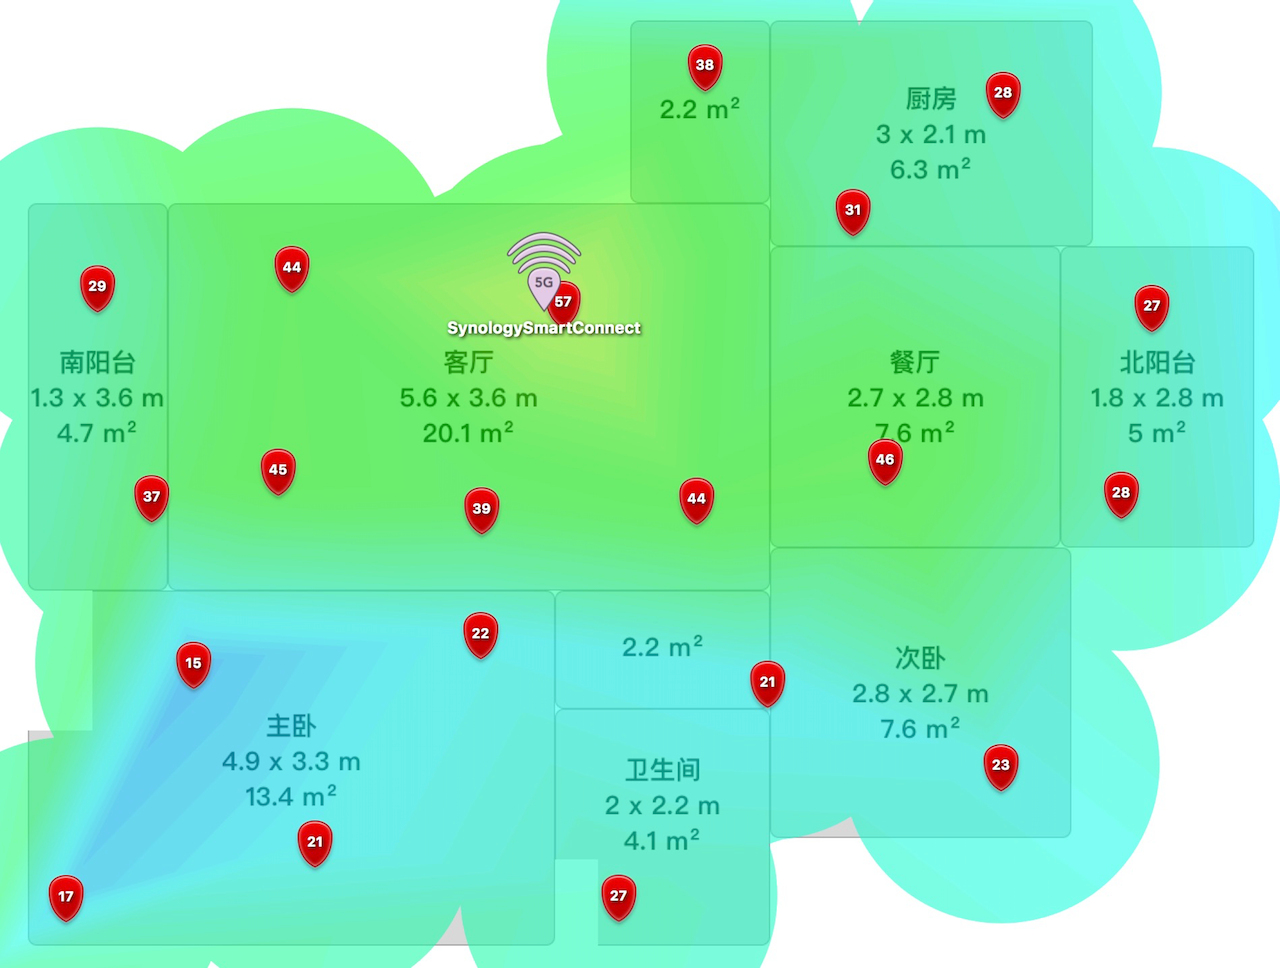 38
2.2 m²
厨房
28
3 x 2.1 m
6.3 m²
31
29
44
5G
57
SynologySmartConnect
27
南阳台
1.3 x 3.6 m
4.7 m²
客厅
5.6 x 3.6 m
20.1 m²
餐厅
2.7 x 2.8 m
7.6 m²
北阳台
1.8 x 2.8 m
5 m²
37
45
39
44
46
28
15
22
2.2 m²
21
次卧
2.8 x 2.7 m
7.6 m²
23
主卧
4.9 x 3.3 m
13.4 m²
卫生间
2 x 2.2 m
4.1 m²
21
17
27